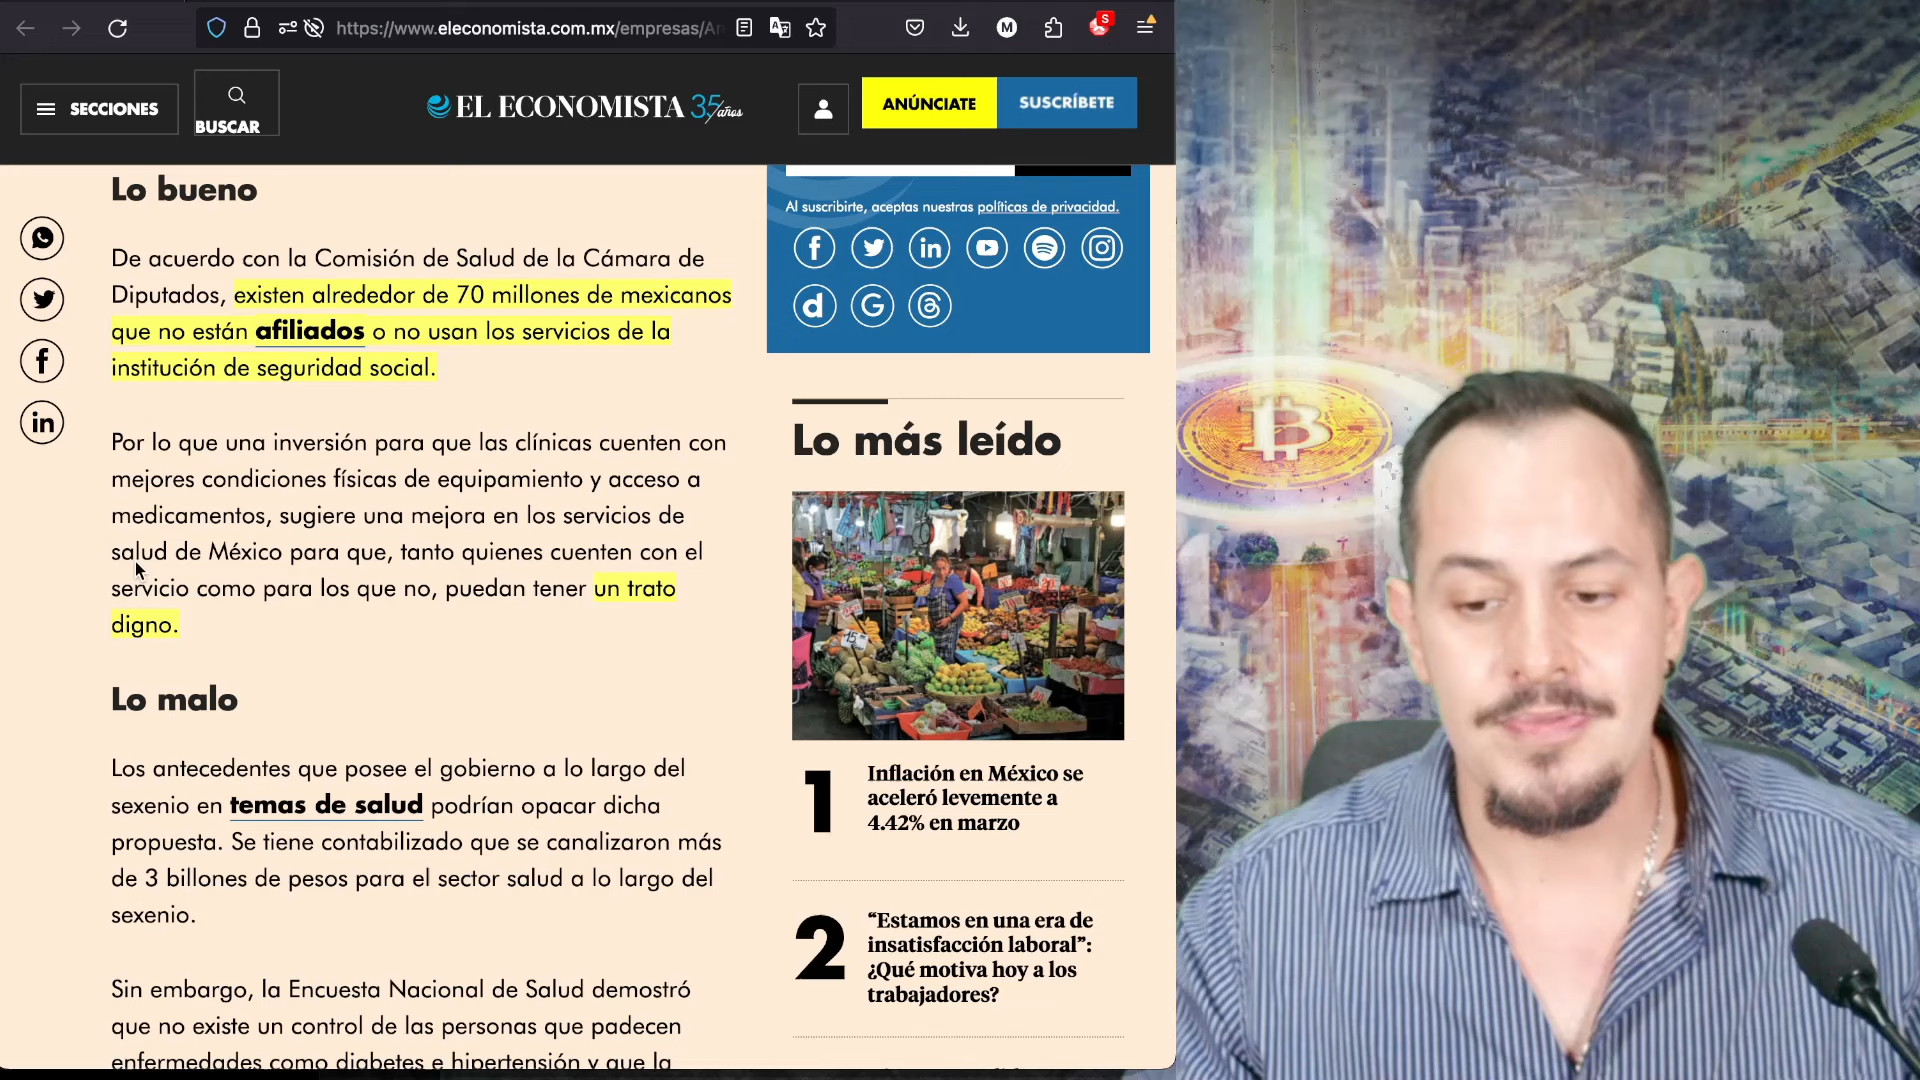 https://www.eleconomista.com.mx/empresas/
M
S
SECCIONES
BUSCAR
EL ECONOMISTA 35 años
ANÚNCIATE
SUSCRÍBETE
Lo bueno
De acuerdo con la Comisión de Salud de la Cámara de
Diputados, existen alrededor de 70 millones de mexicanos
que no están afiliados o no usan los servicios de la
institución de seguridad social.
Por lo que una inversión para que las clínicas cuenten con
mejores condiciones físicas de equipamiento y acceso a
medicamentos, sugiere una mejora en los servicios de
salud de México para que, tanto quienes cuenten con el
servicio como para los que no, puedan tener un trato
digno.
Lo malo
Los antecedentes que posee el gobierno a lo largo del
sexenio en temas de salud podrían opacar dicha
propuesta. Se tiene contabilizado que se canalizaron más
de 3 billones de pesos para el sector salud a lo largo del
sexenio.
Sin embargo, la Encuesta Nacional de Salud demostró
que no existe un control de las personas que padecen
enfermedades como diabetes e hipertensión y que la
Al suscribirte, aceptas nuestras políticas de privacidad.
Lo más leído
15
1
Inflación en México se
aceleró levemente a
4.42% en marzo
2
“Estamos en una era de
insatisfacción laboral”:
¿Qué motiva hoy a los
trabajadores?